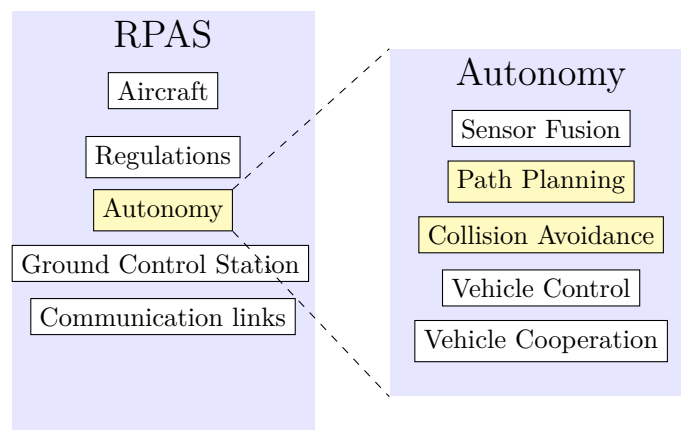 RPAS
Aircraft
Regulations
Autonomy
Ground Control Station
Communication links
Autonomy
Sensor Fusion
Path Planning
Collision Avoidance
Vehicle Control
Vehicle Cooperation